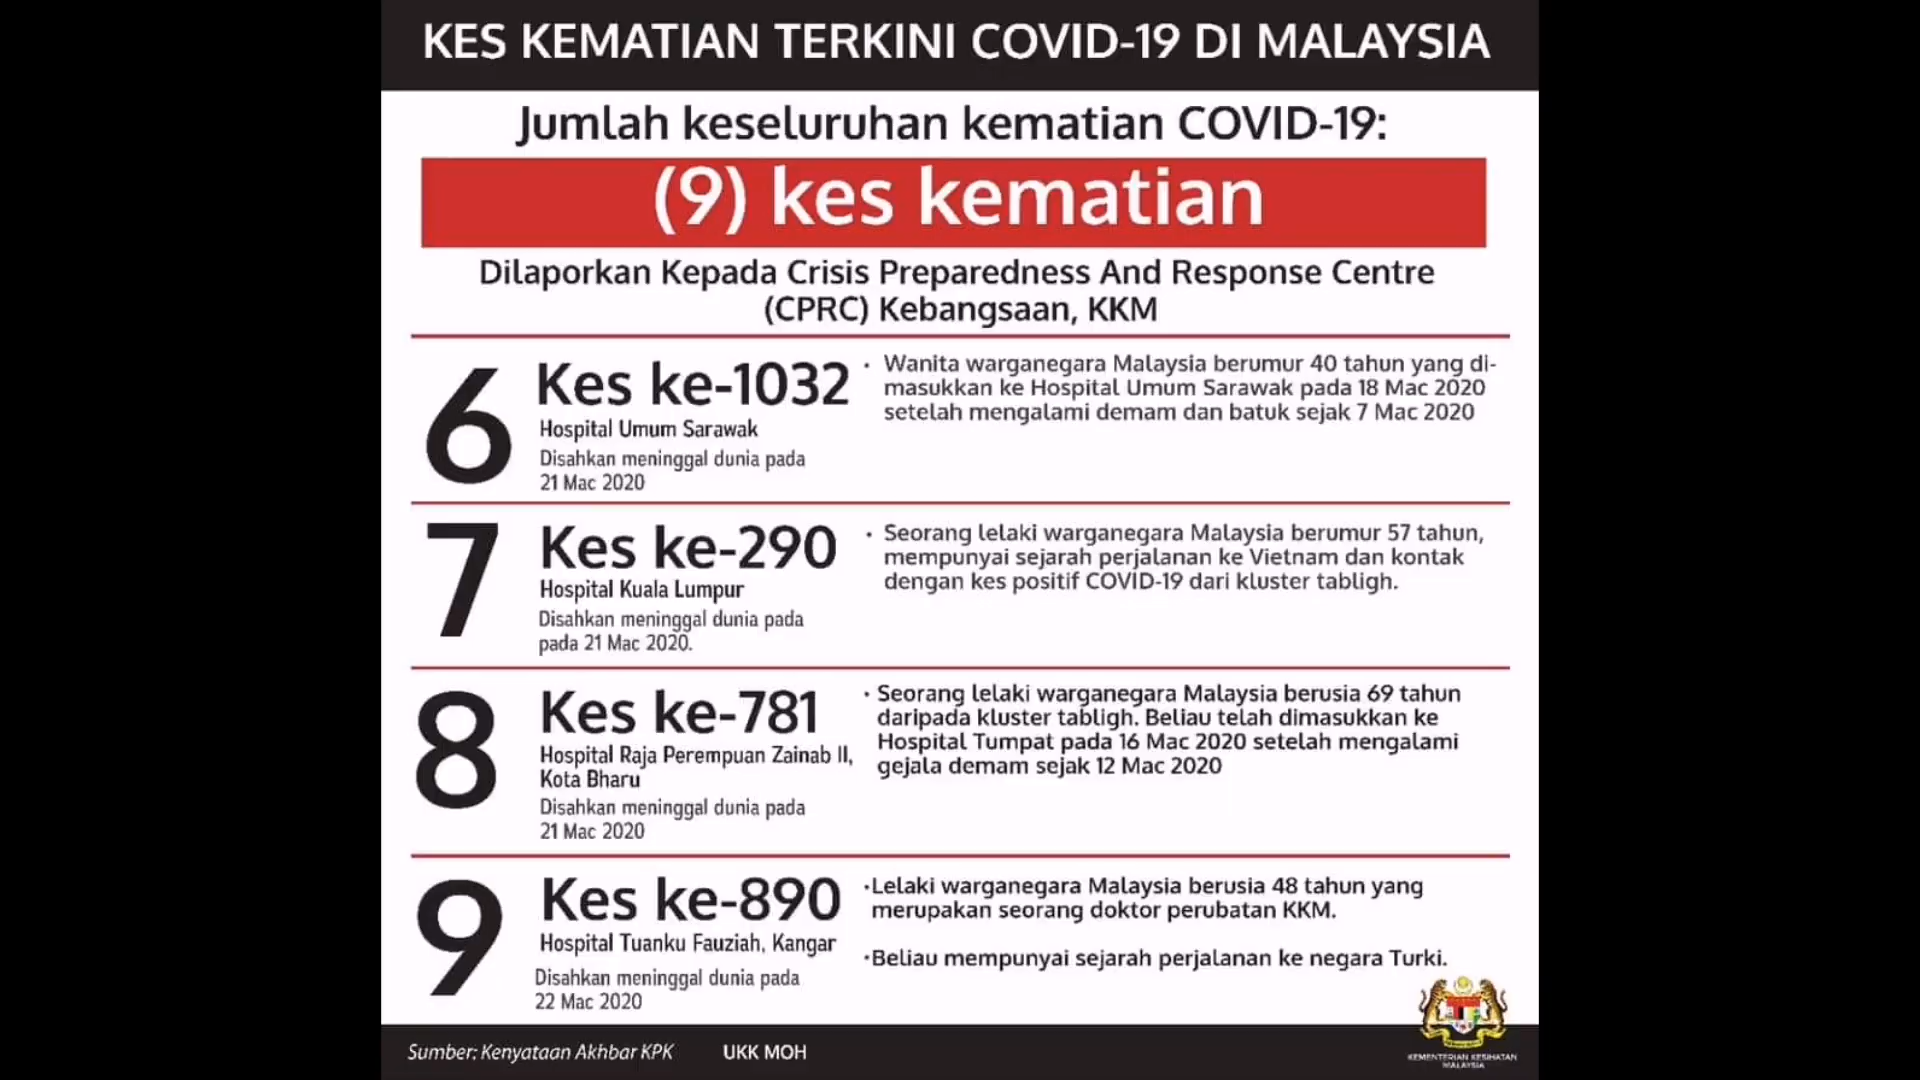 KES KEMATIAN TERKINI COVID-19 DI MALAYSIA
Jumlah keseluruhan kematian COVID-19:
(9) kes kematian
Dilaporkan Kepada Crisis Preparedness And Response Centre
(CPRC) Kebangsaan, KKM
6
Kes ke-1032
Hospital Umum Sarawak
Disahkan meninggal dunia pada
21 Mac 2020
· Wanita warganegara Malaysia berumur 40 tahun yang di-
masukkan ke Hospital Umum Sarawak pada 18 Mac 2020
setelah mengalami demam dan batuk sejak 7 Mac 2020
7
Kes ke-290
Hospital Kuala Lumpur
Disahkan meninggal dunia pada
pada 21 Mac 2020.
· Seorang lelaki warganegara Malaysia berumur 57 tahun,
mempunyai sejarah perjalanan ke Vietnam dan kontak
dengan kes positif COVID-19 dari kluster tabligh.
8
Kes ke-781
Hospital Raja Perempuan Zainab II,
Kota Bharu
Disahkan meninggal dunia pada
21 Mac 2020
· Seorang lelaki warganegara Malaysia berusia 69 tahun
daripada kluster tabligh. Beliau telah dimasukkan ke
Hospital Tumpat pada 16 Mac 2020 setelah mengalami
gejala demam sejak 12 Mac 2020
9
Kes ke-890
Hospital Tuanku Fauziah, Kangar
Disahkan meninggal dunia pada
22 Mac 2020
·Lelaki warganegara Malaysia berusia 48 tahun yang
merupakan seorang doktor perubatan KKM.
·Beliau mempunyai sejarah perjalanan ke negara Turki.
Sumber: Kenyataan Akhbar KPK
UKK MOH
KEMENTERIAN KESIHATAN
MALAYSIA